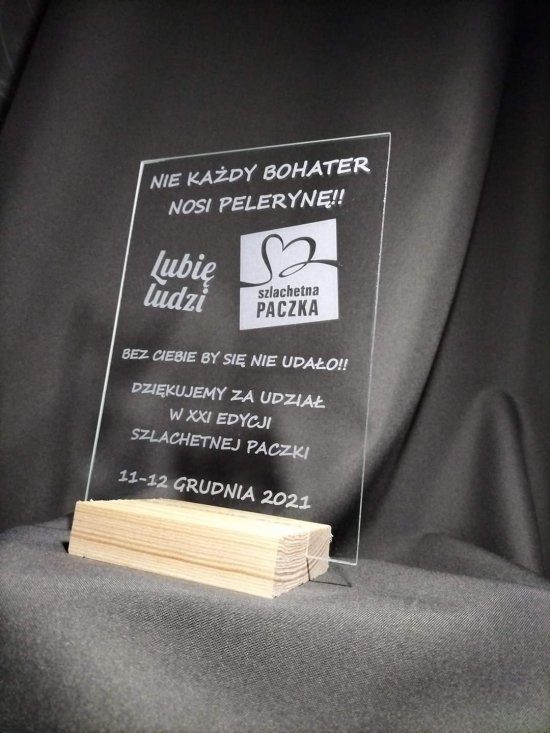 NIE KAŻDY BOHATER
NOSI PELERYNĘ!!
Lubię
ludzi
szlachetna
PACZKA
BEZ CIEBIE BY SIĘ NIE UDAŁO!!
DZIĘKUJEMY ZA UDZIAŁ
W XXI EDYCJI
SZLACHETNEJ PACZKI
11-12 GRUDNIA 2021